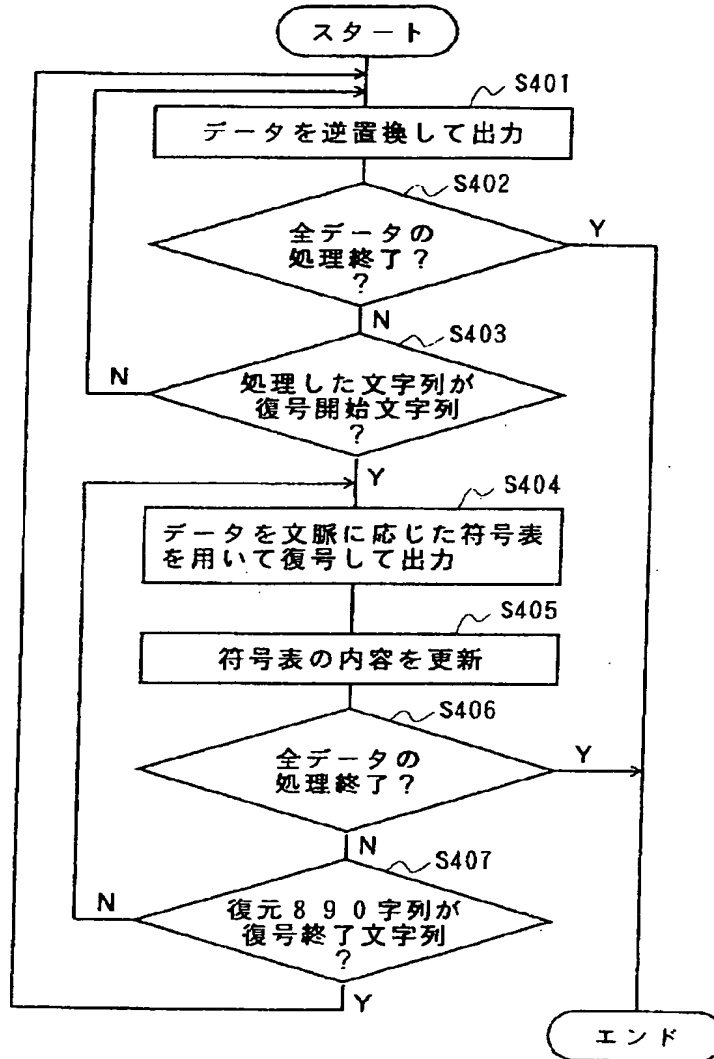 スタート
S401
データを逆置換して出力
S402
全データの
処理終了?
?
Y
N
S403
処理した文字列が
復号開始文字列
?
N
Y
S404
データを文脈に応じた符号表
を用いて復号して出力
S405
符号表の内容を更新
S406
全データの
処理終了?
Y
N
S407
復元890字列が
復号終了文字列
?
N
Y
エンド